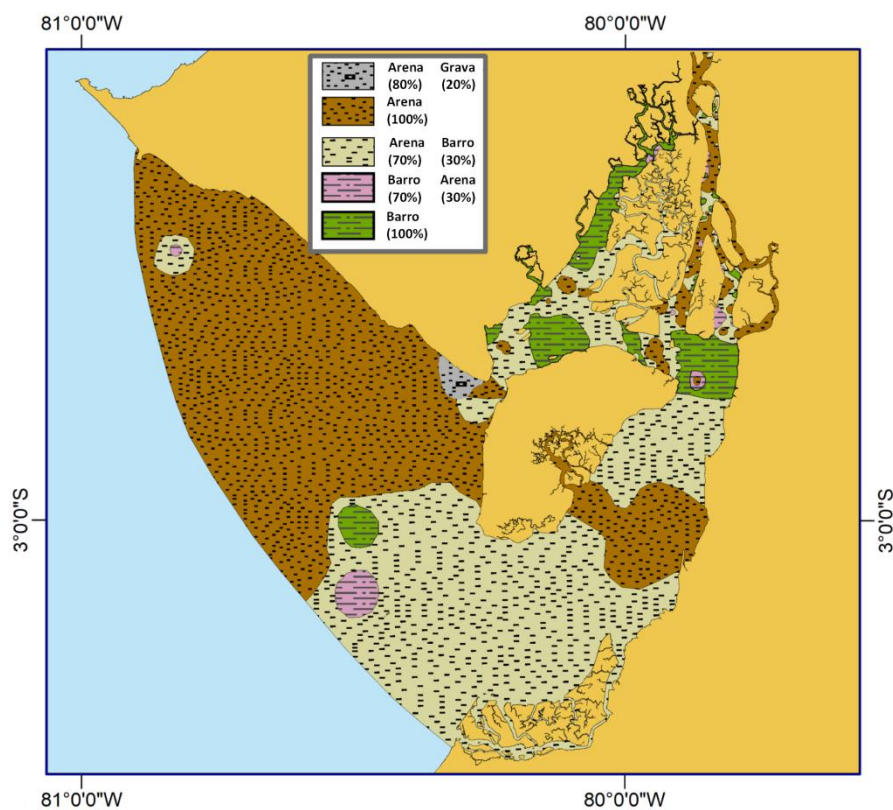 81°0'0"W 80°0'0"W
Arena Grava
(80%) (20%)
Arena
(100%)
Arena Barro
(70%) (30%)
Barro Arena
(70%) (30%)
Barro
(100%)
3°0'0"S 3°0'0"S
81°0'0"W 80°0'0"W